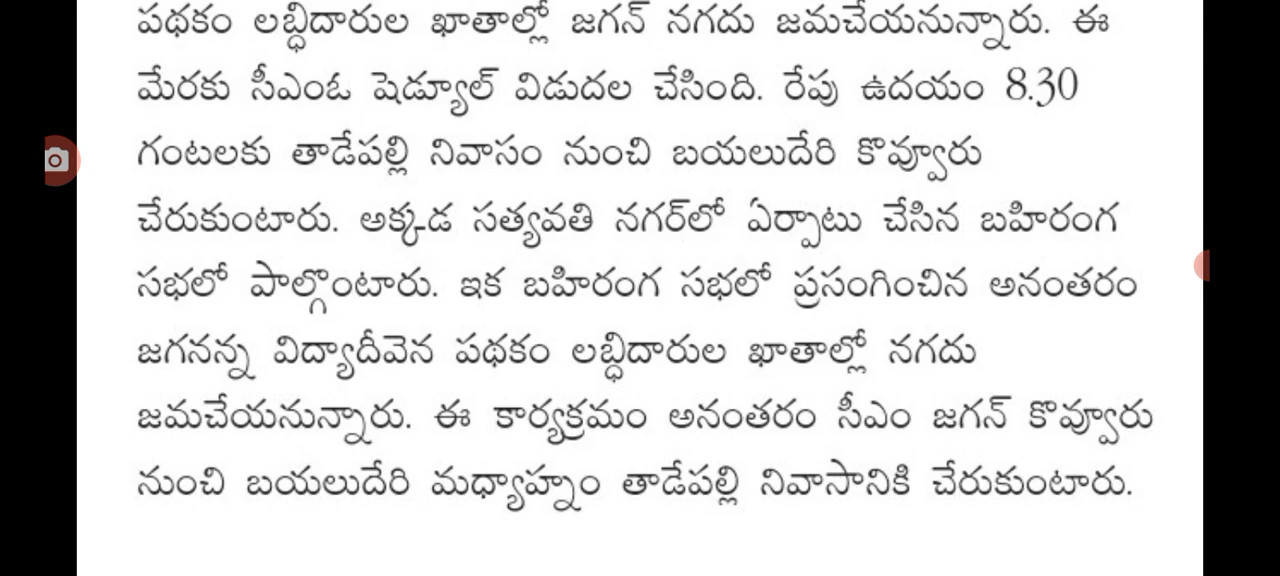 పథకం లబ్ధిదారుల ఖాతాల్లో జగన్ నగదు జమచేయనున్నారు. ఈ
మేరకు సీఎంఓ షెడ్యూల్ విడుదల చేసింది. రేపు ఉదయం 8.30
గంటలకు తాడేపల్లి నివాసం నుంచి బయలుదేరి కొవ్వూరు
చేరుకుంటారు. అక్కడ సత్యవతి నగర్‌లో ఏర్పాటు చేసిన బహిరంగ
సభలో పాల్గొంటారు. ఇక బహిరంగ సభలో ప్రసంగించిన అనంతరం
జగనన్న విద్యాదీవెన పథకం లబ్ధిదారుల ఖాతాల్లో నగదు
జమచేయనున్నారు. ఈ కార్యక్రమం అనంతరం సీఎం జగన్ కొవ్వూరు
నుంచి బయలుదేరి మధ్యాహ్నం తాడేపల్లి నివాసానికి చేరుకుంటారు.